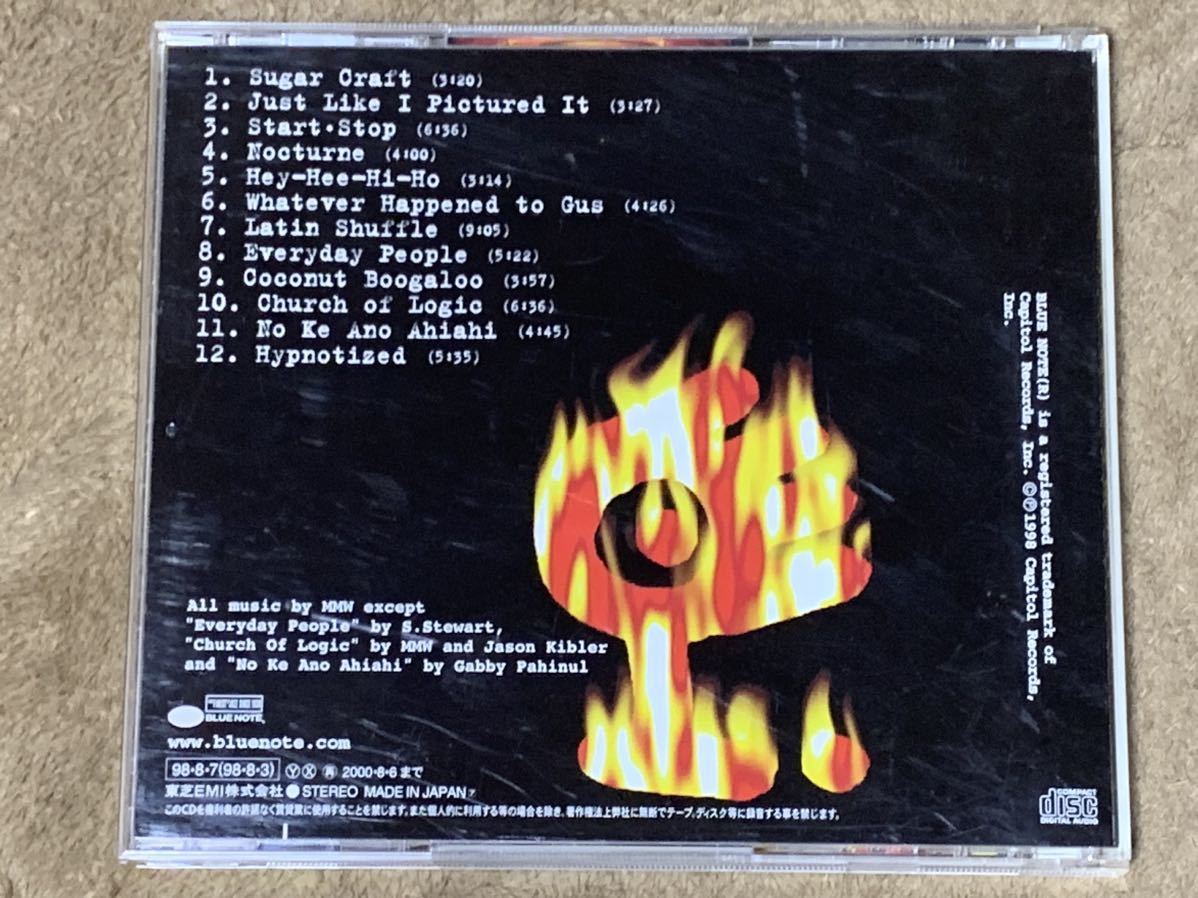 1. Sugar Craft (3:20)
2. Just Like I Pictured It (3:27)
3. Start•Stop (6:36)
4. Nocturne (4:00)
5. Hey-Hee-Hi-Ho (3:14)
6. Whatever Happened to Gus (4:26)
7. Latin Shuffle (9:05)
8. Everyday People (5:22)
9. Coconut Boogaloo (3:57)
10. Church of Logic (6:36)
11. No Ke Ano Ahiahi (4:45)
12. Hypnotized (5:35)
BLUE NOTE(R) is a registered trademark of
Capitol Records, Inc. ©℗1998 Capitol Records,
Inc.
All music by MMW except
"Everyday People" by S.Stewart,
"Church Of Logic" by MMW and Jason Kibler
and "No Ke Ano Ahiahi" by Gabby Pahinul
BLUE NOTE
www.bluenote.com
98・8・7(98・8・3) Ⓨ Ⓧ 再 2000・8・6まで
東芝EMI株式会社 STEREO MADE IN JAPAN
このCDを権利者の許諾なく賃貸業に使用することを禁じます。また個人的に利用する等の場合を除き、著作権法上弊社に無断でテープ、ディスク等に録音する事を禁じます。
COMPACT
disc
DIGITAL AUDIO